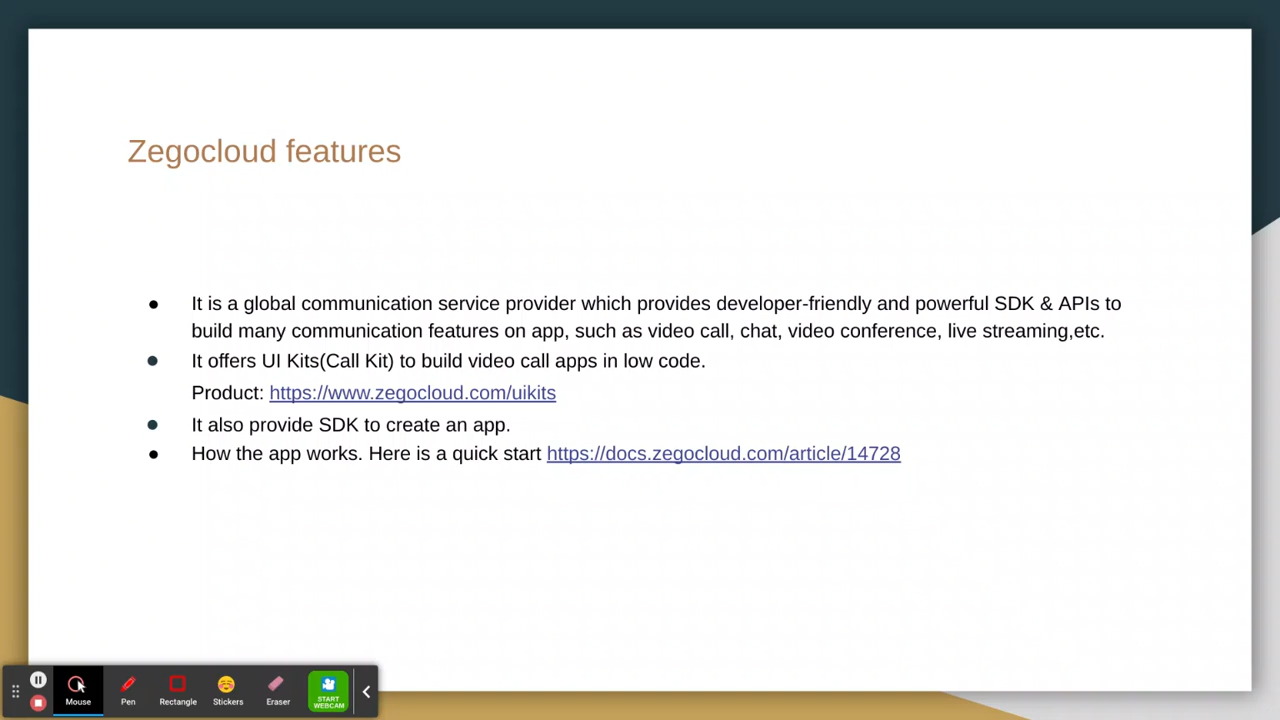 Zegocloud features
● It is a global communication service provider which provides developer-friendly and powerful SDK & APIs to
build many communication features on app, such as video call, chat, video conference, live streaming,etc.
● It offers UI Kits(Call Kit) to build video call apps in low code.
Product: https://www.zegocloud.com/uikits
● It also provide SDK to create an app.
● How the app works. Here is a quick start https://docs.zegocloud.com/article/14728
Mouse Pen Rectangle Stickers Eraser START
WEBCAM